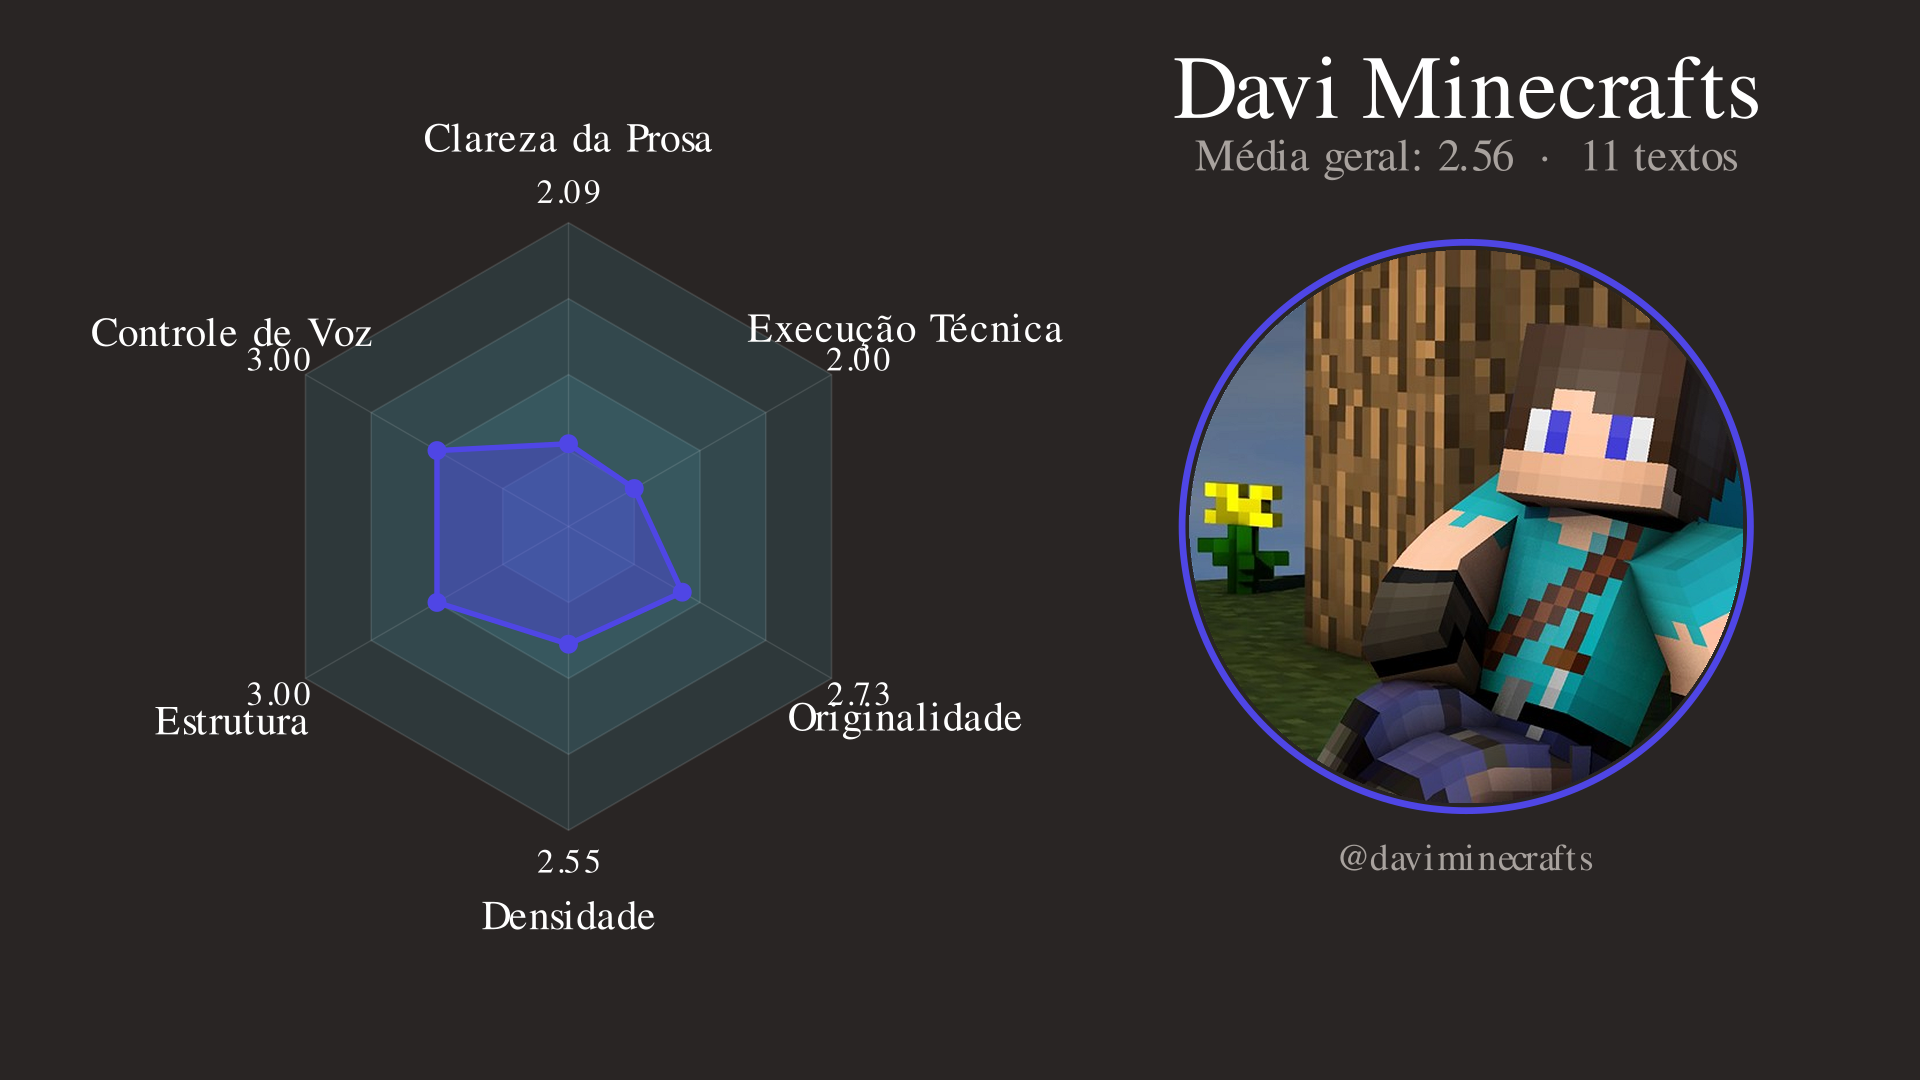 Davi Minecrafts
Média geral: 2.56 · 11 textos
Clareza da Prosa
2.09
Controle de Voz
3.00
Execução Técnica
2.00
3.00
Estrutura
2.73
Originalidade
2.55
Densidade
@daviminecrafts